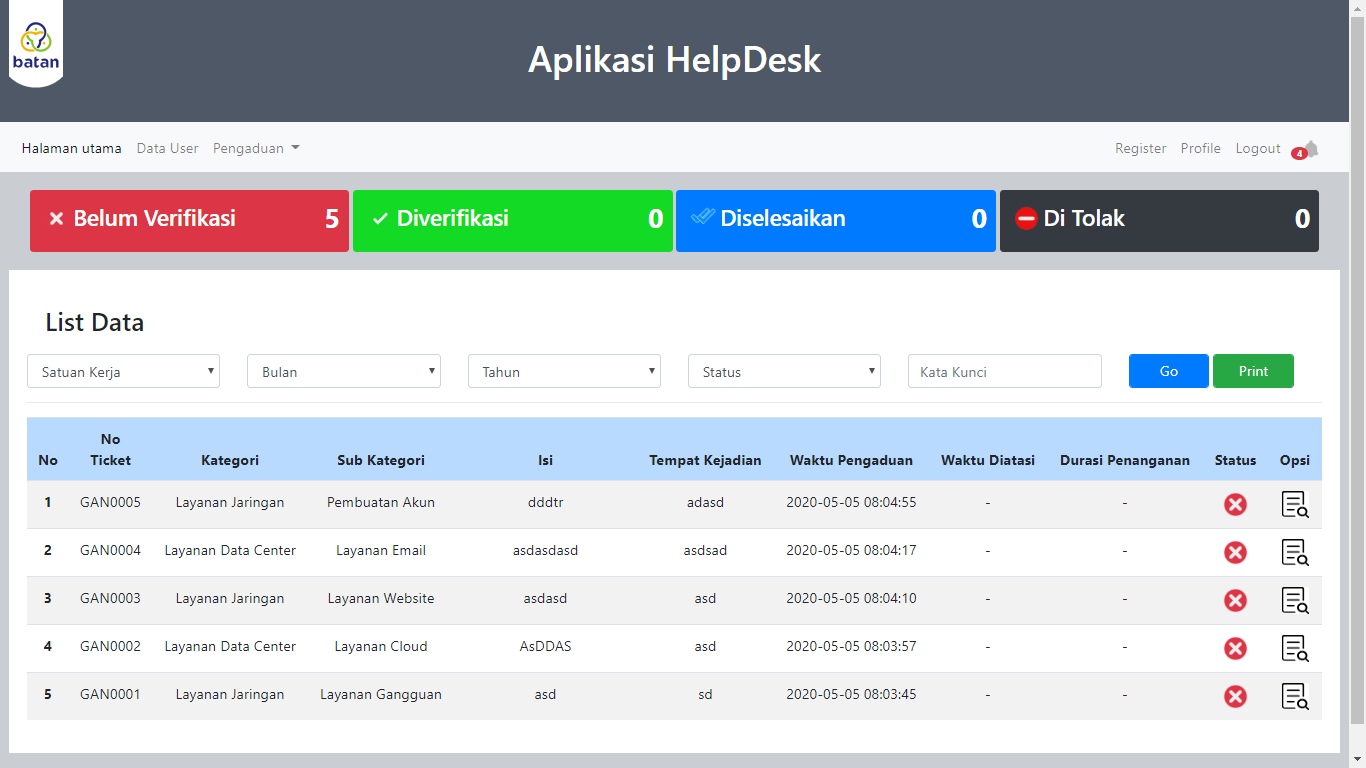 batan
Aplikasi HelpDesk
Halaman utama Data User Pengaduan Register Profile Logout 4
Belum Verifikasi 5 Diverifikasi 0 Diselesaikan 0 Di Tolak 0
List Data
Satuan Kerja Bulan Tahun Status Kata Kunci Go Print
No No Ticket Kategori Sub Kategori Isi Tempat Kejadian Waktu Pengaduan Waktu Diatasi Durasi Penanganan Status Opsi
1 GAN0005 Layanan Jaringan Pembuatan Akun dddtr adasd 2020-05-05 08:04:55 - -
2 GAN0004 Layanan Data Center Layanan Email asdasdasd asdsad 2020-05-05 08:04:17 - -
3 GAN0003 Layanan Jaringan Layanan Website asdasd asd 2020-05-05 08:04:10 - -
4 GAN0002 Layanan Data Center Layanan Cloud AsDDAS asd 2020-05-05 08:03:57 - -
5 GAN0001 Layanan Jaringan Layanan Gangguan asd sd 2020-05-05 08:03:45 - -